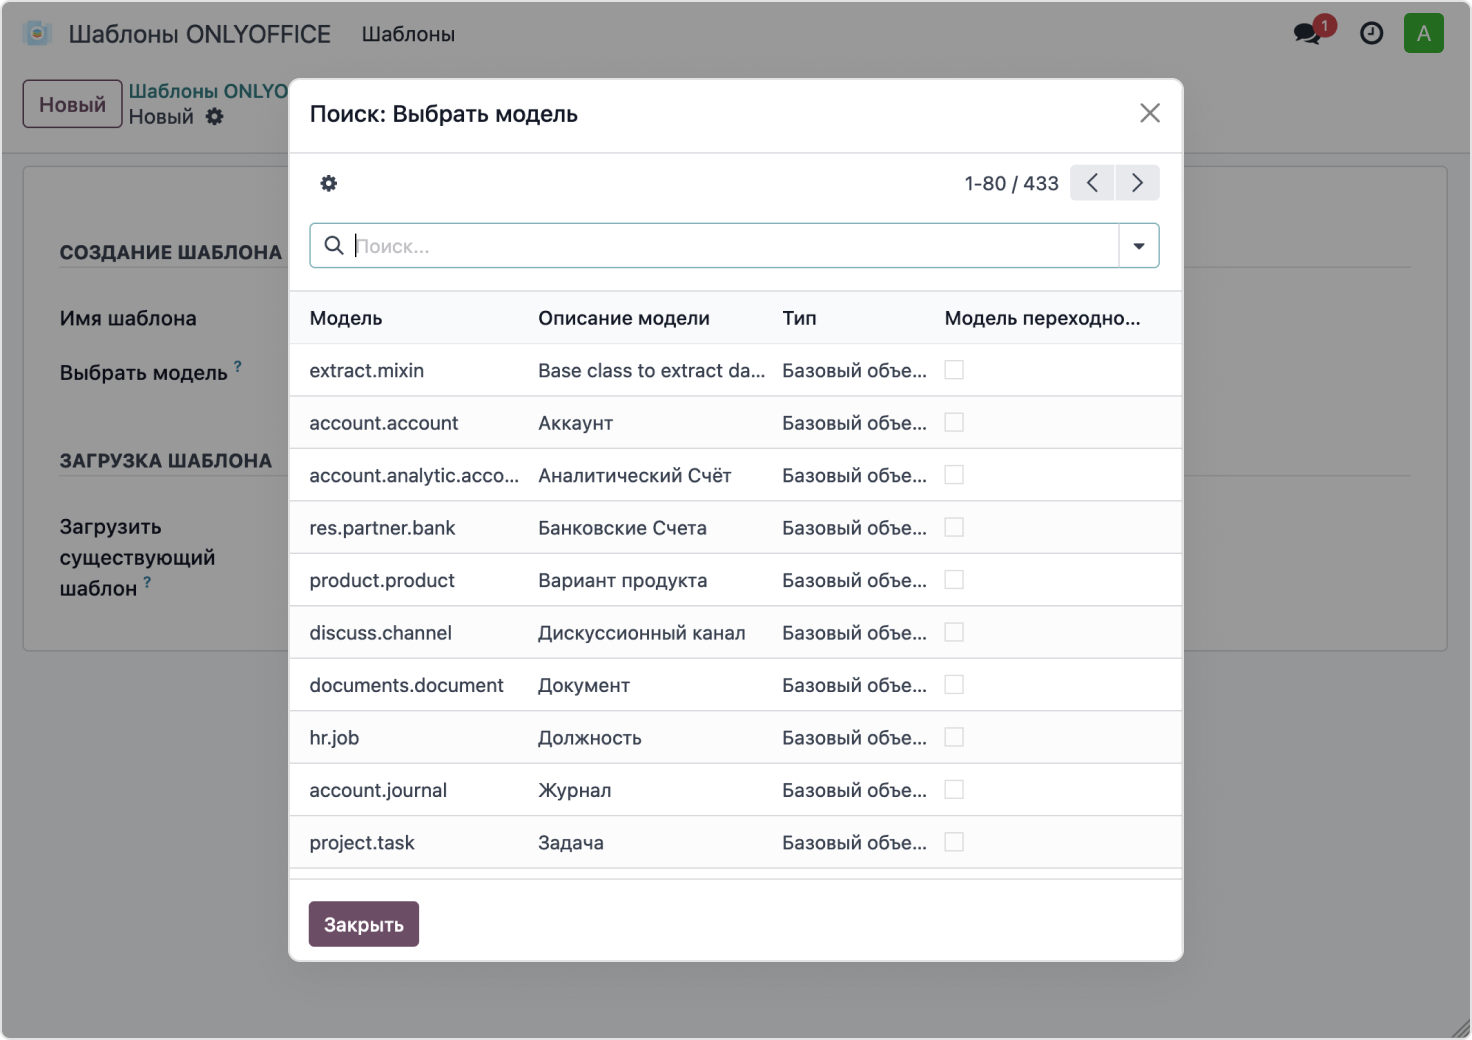 Шаблоны ONLYOFFICE Шаблоны 1 A
Новый
Шаблоны ONLYO
Новый
Поиск: Выбрать модель
1-80 / 433
Поиск...
СОЗДАНИЕ ШАБЛОНА
Имя шаблона
Выбрать модель ?
ЗАГРУЗКА ШАБЛОНА
Загрузить
существующий
шаблон ?
Модель Описание модели Тип Модель переходно...
extract.mixin Base class to extract da... Базовый объе...
account.account Аккаунт Базовый объе...
account.analytic.acco... Аналитический Счёт Базовый объе...
res.partner.bank Банковские Счета Базовый объе...
product.product Вариант продукта Базовый объе...
discuss.channel Дискуссионный канал Базовый объе...
documents.document Документ Базовый объе...
hr.job Должность Базовый объе...
account.journal Журнал Базовый объе...
project.task Задача Базовый объе...
Закрыть